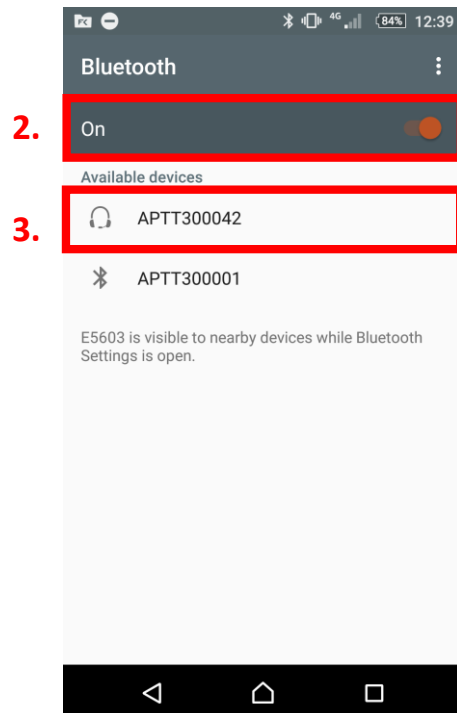 4G 84% 12:39
Bluetooth
2.
On
Available devices
3.
APTT300042
APTT300001
E5603 is visible to nearby devices while Bluetooth
Settings is open.